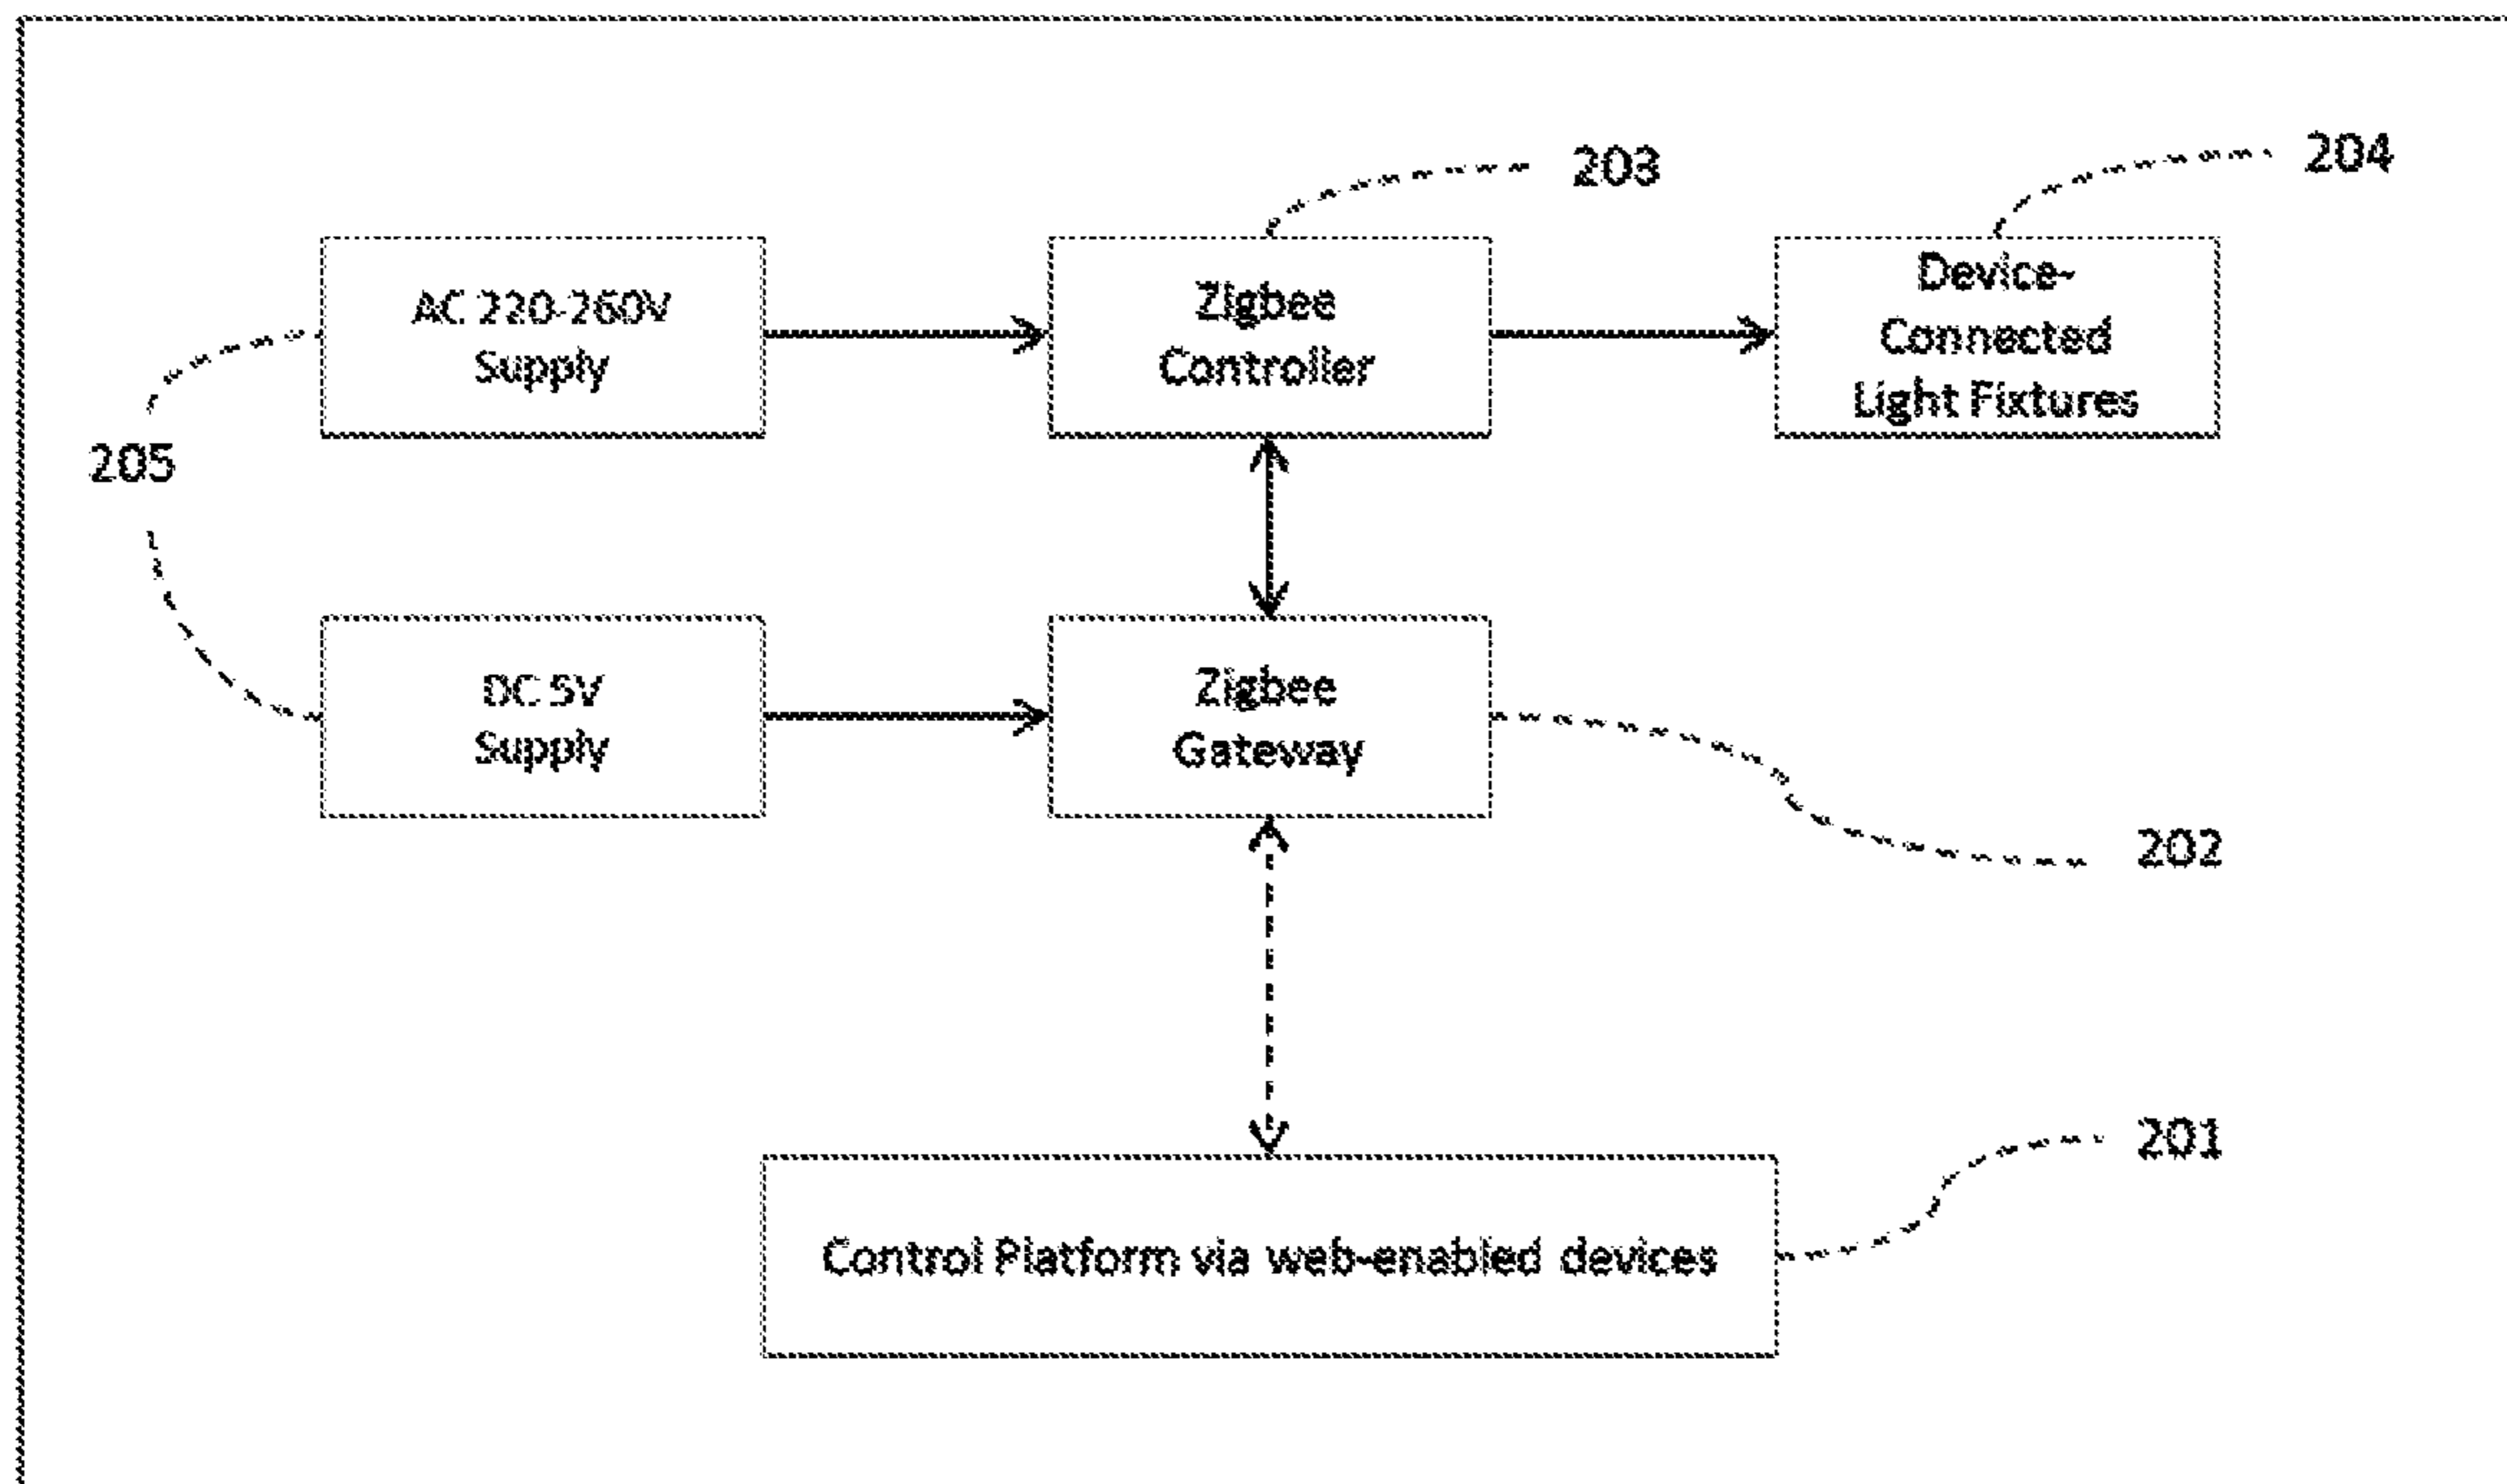 203
204
AC 220-260V
Supply
Zigbee
Controller
Device-
Connected
Light Fixtures
205
DC 5V
Supply
Zigbee
Gateway
202
201
Control Platform via web-enabled devices